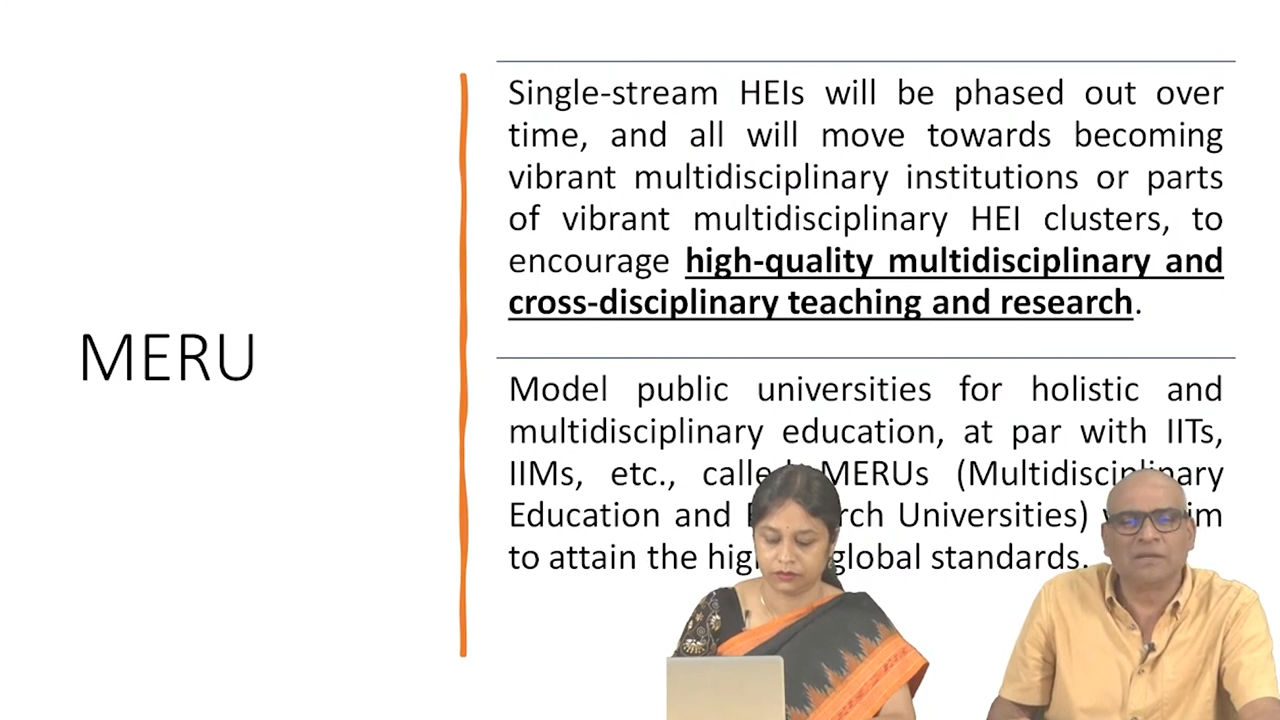 MERU
Single-stream HEIs will be phased out over
time, and all will move towards becoming
vibrant multidisciplinary institutions or parts
of vibrant multidisciplinary HEI clusters, to
encourage high-quality multidisciplinary and
cross-disciplinary teaching and research.
Model public universities for holistic and
multidisciplinary education, at par with IITs,
IIMs, etc., called MERUs (Multidisciplinary
Education and Universities)
to attain the global standards.